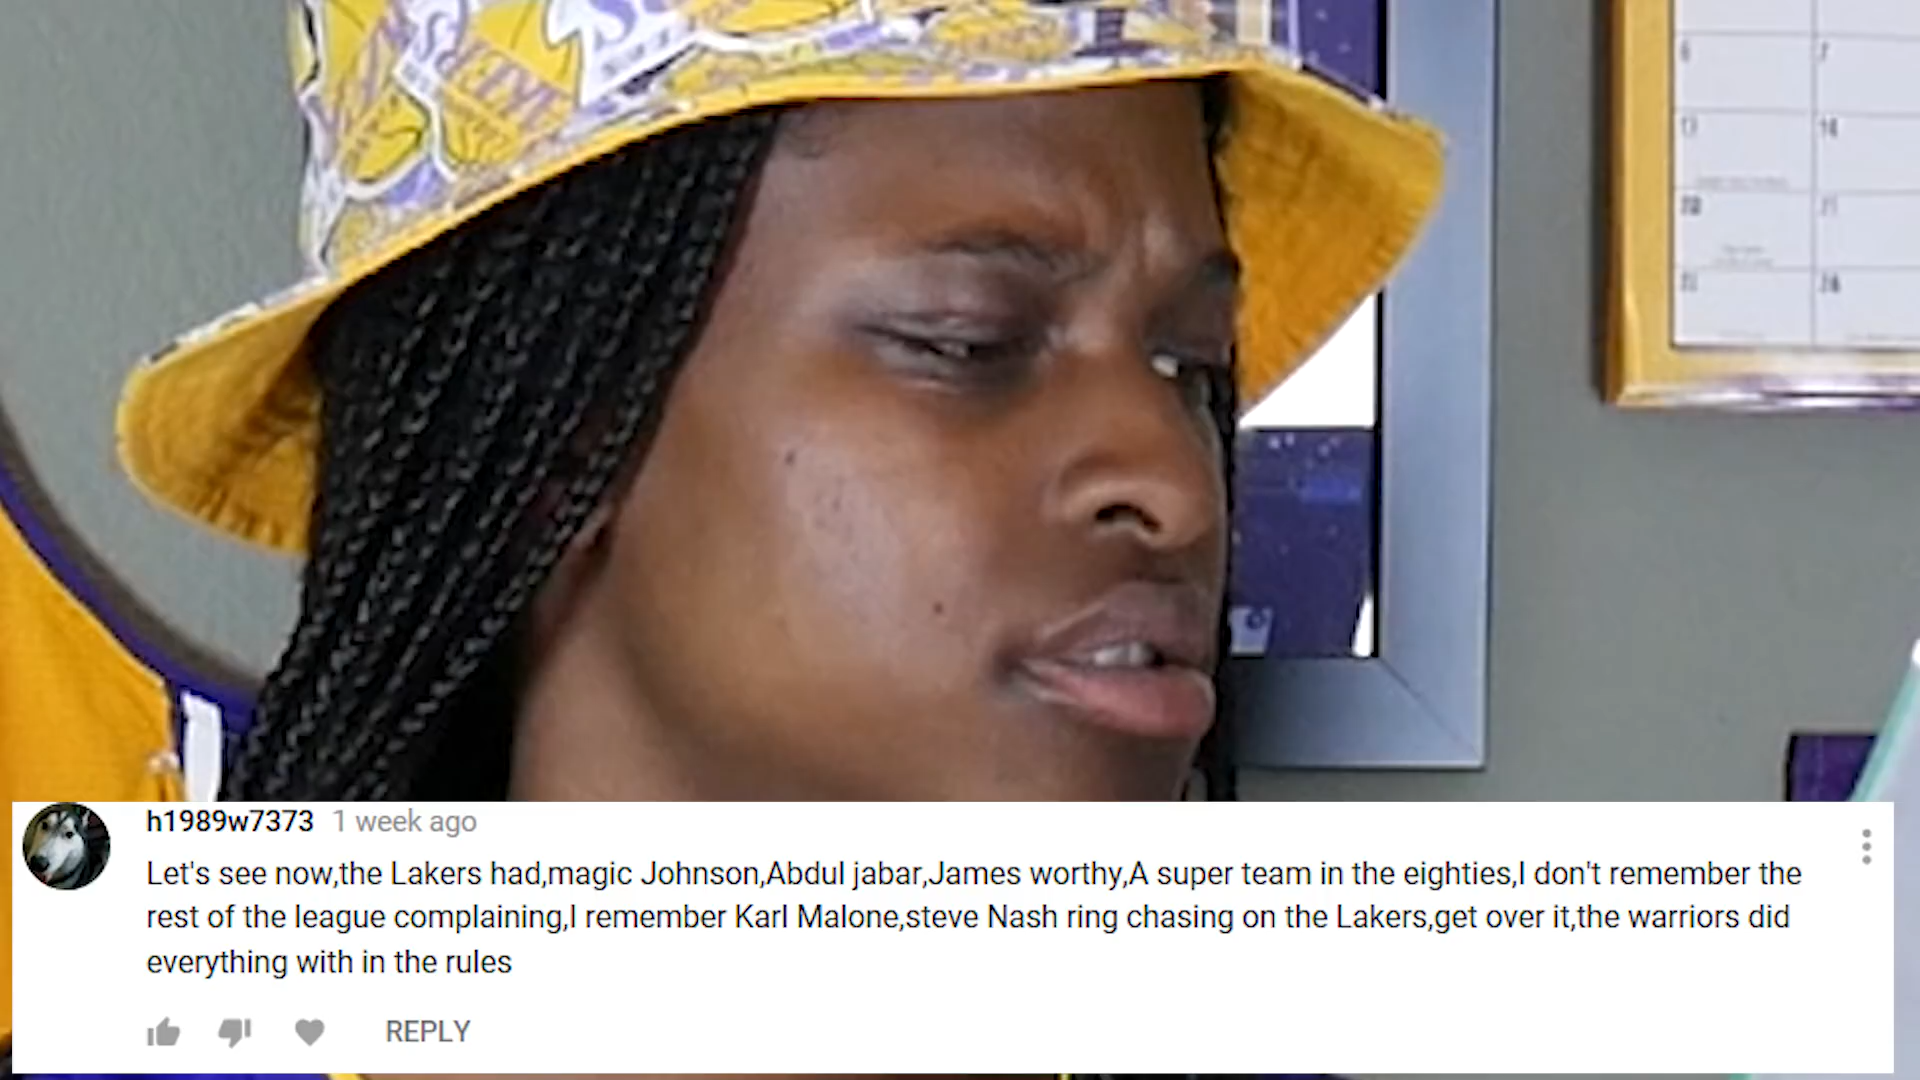 h1989w7373 1 week ago
Let's see now,the Lakers had,magic Johnson,Abdul jabar,James worthy,A super team in the eighties,I don't remember the
rest of the league complaining,I remember Karl Malone,steve Nash ring chasing on the Lakers,get over it,the warriors did
everything with in the rules
REPLY